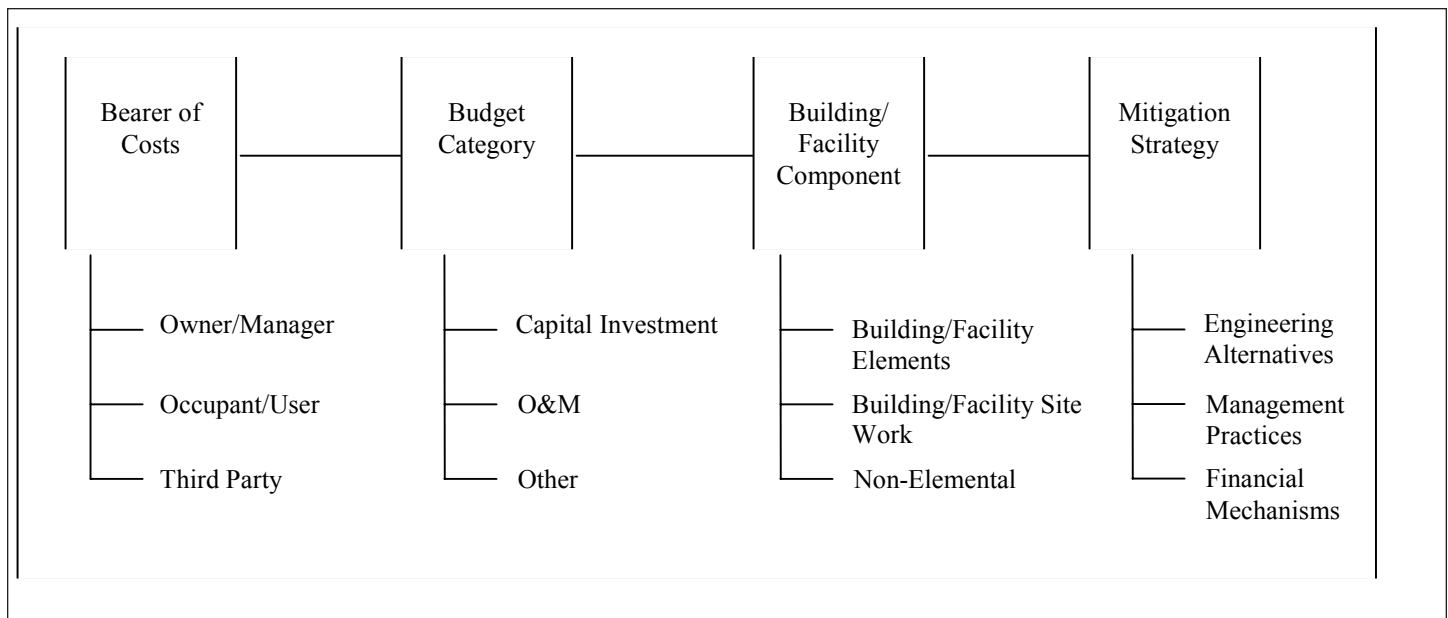 Bearer of
Costs
Budget
Category
Building/
Facility
Component
Mitigation
Strategy
Owner/Manager
Occupant/User
Third Party
Capital Investment
O&M
Other
Building/Facility
Elements
Building/Facility Site
Work
Non-Elemental
Engineering
Alternatives
Management
Practices
Financial
Mechanisms